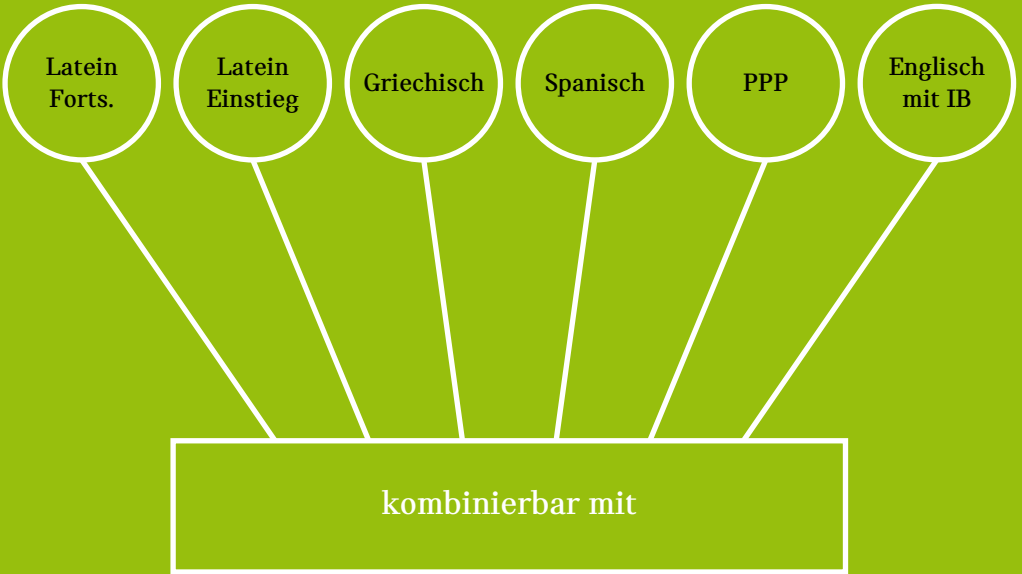 Latein
Forts.
Latein
Einstieg
Griechisch
Spanisch
PPP
Englisch
mit IB
kombinierbar mit